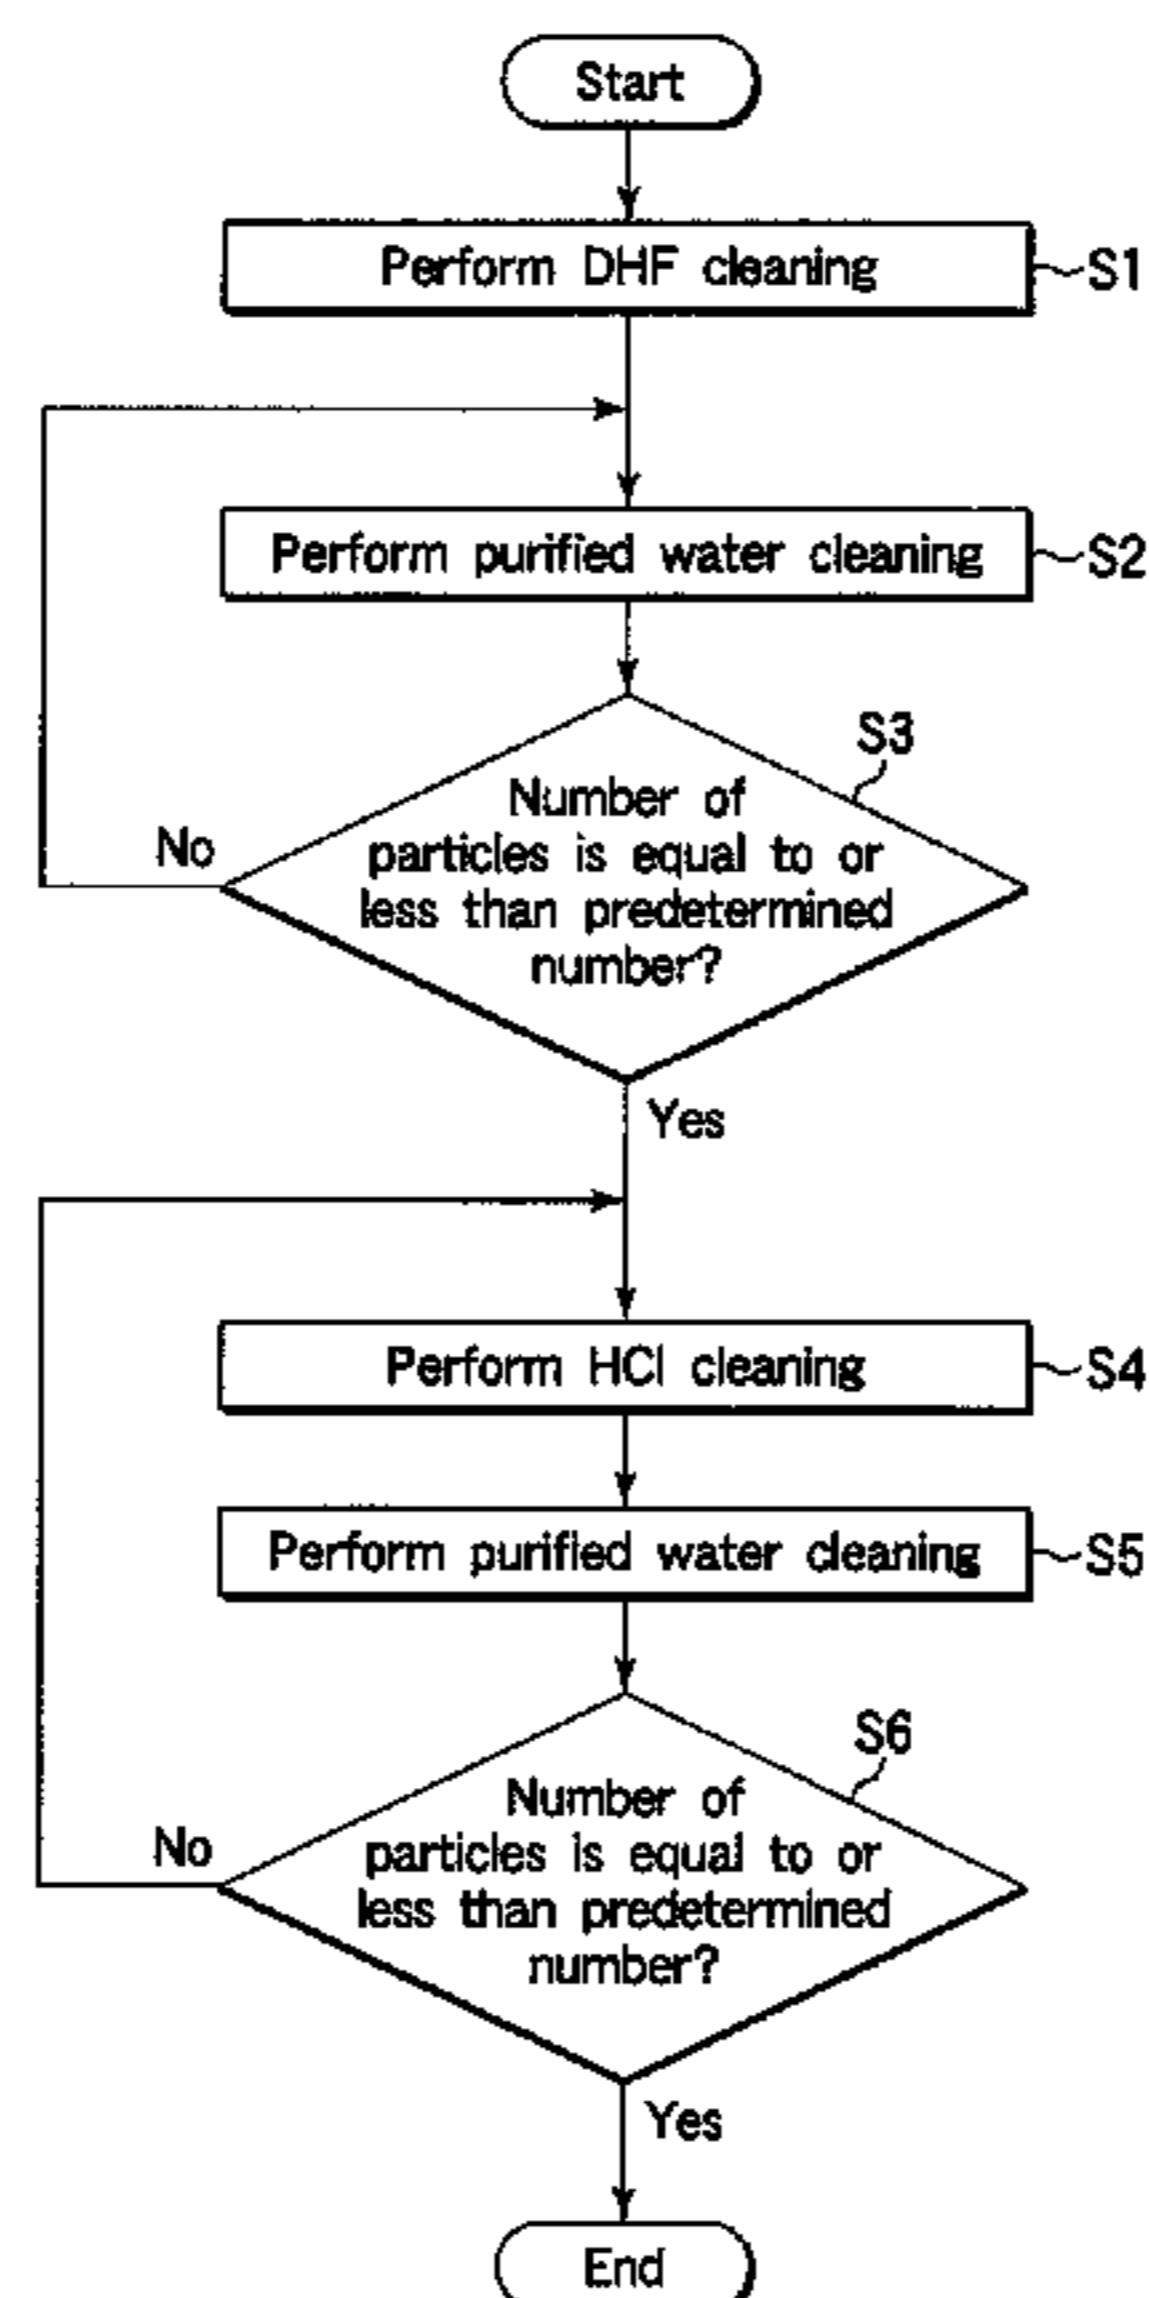 Start
Perform DHF cleaning
S1
Perform purified water cleaning
S2
S3
Number of
particles is equal to or
less than predetermined
number?
No
Yes
Perform HCl cleaning
S4
Perform purified water cleaning
S5
S6
Number of
particles is equal to or
less than predetermined
number?
No
Yes
End